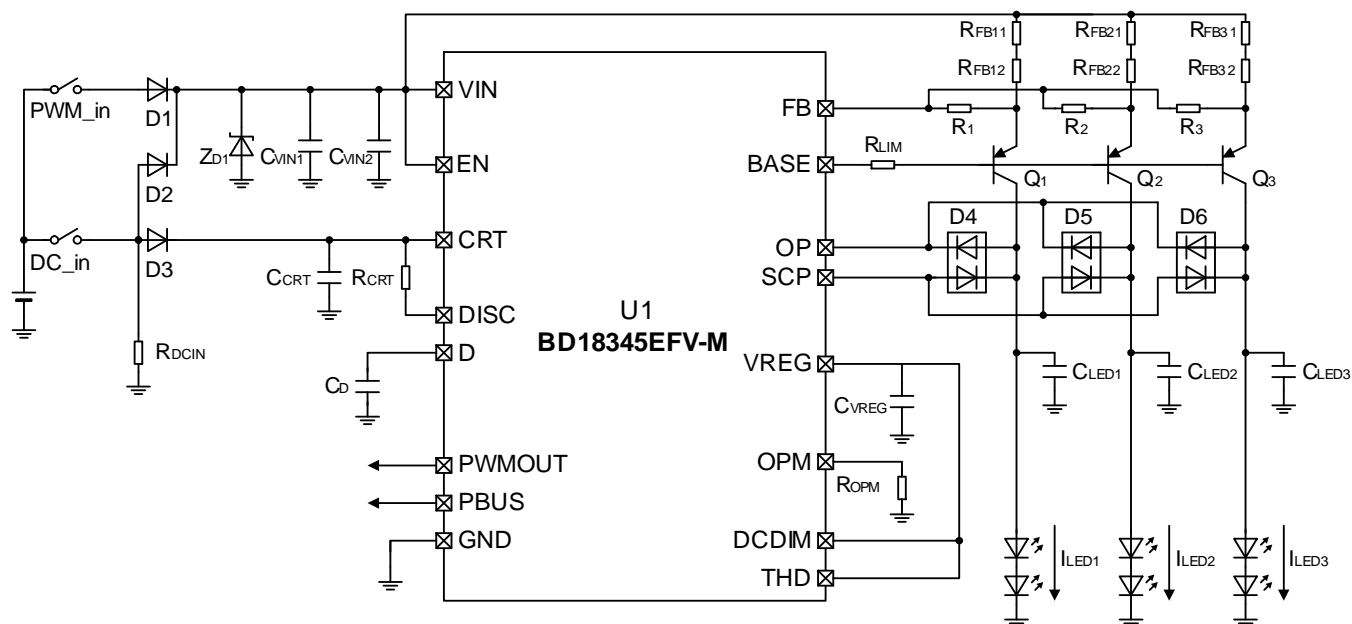 RFB11
RFB21
RFB31
RFB12
RFB22
RFB32
PWM_in
D1
VIN
FB
R1
R2
R3
ZD1
CVIN1
CVIN2
D2
EN
BASE
RLIM
Q1
Q2
Q3
DC_in
D3
CRT
OP
D4
D5
D6
CCRT
RCRT
SCP
DISC
U1
BD18345EFV-M
RDCIN
D
VREG
CD
CVREG
CLED1
CLED2
CLED3
PWMOUT
OPM
ROPM
PBUS
GND
DCDIM
THD
ILED1
ILED2
ILED3